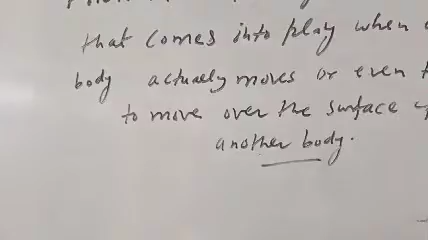 that comes into play when
body actually moves or even
to move over the surface
another body.